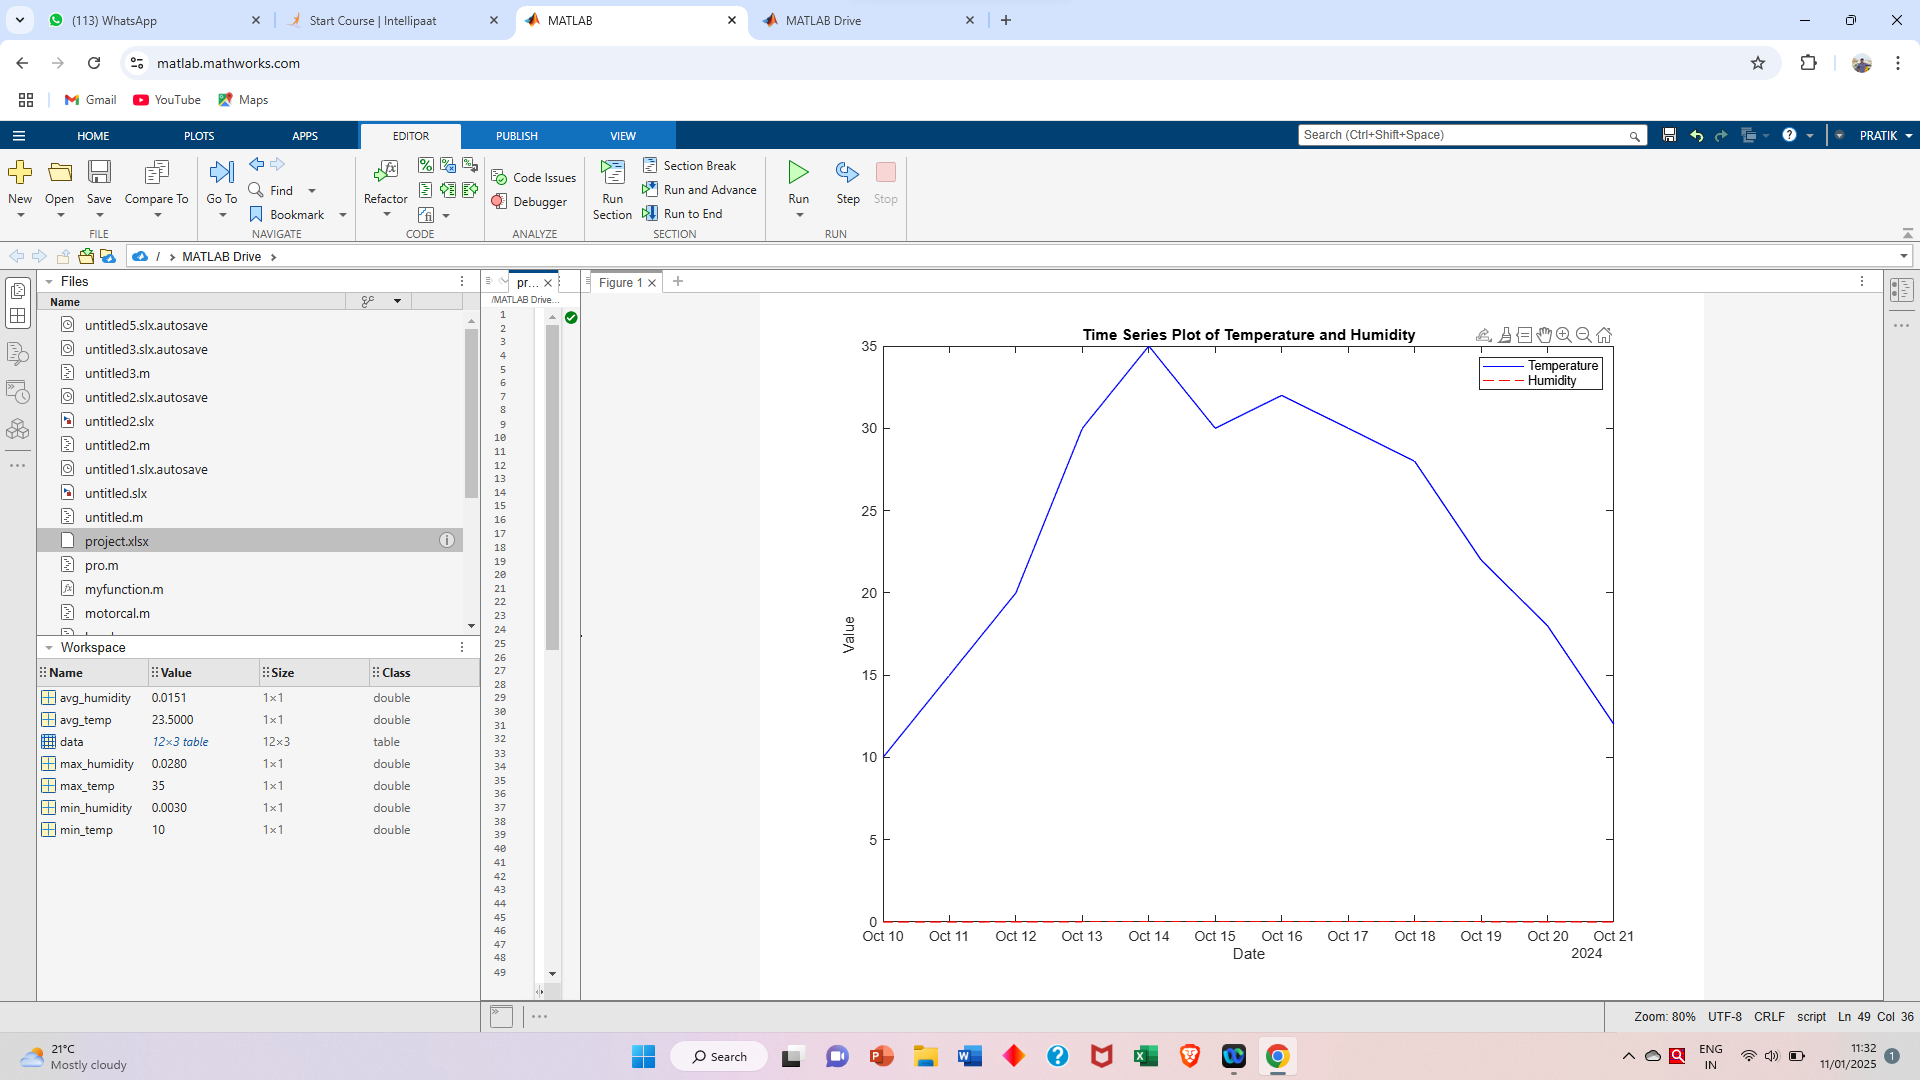 (113) WhatsApp
Start Course | Intellipaat
MATLAB
MATLAB Drive
matlab.mathworks.com
Gmail
YouTube
Maps
HOME
PLOTS
APPS
EDITOR
PUBLISH
VIEW
Search (Ctrl+Shift+Space)
PRATIK
New
Open
Save
Compare To
FILE
Go To
Find
Bookmark
NAVIGATE
Refactor
CODE
Code Issues
Debugger
ANALYZE
Run Section
Section Break
Run and Advance
Run to End
SECTION
Run
Step
Stop
RUN
/ › MATLAB Drive ›
Files
Name
untitled5.slx.autosave
untitled3.slx.autosave
untitled3.m
untitled2.slx.autosave
untitled2.slx
untitled2.m
untitled1.slx.autosave
untitled.slx
untitled.m
project.xlsx
pro.m
myfunction.m
motorcal.m
Workspace
Name Value Size Class
avg_humidity 0.0151 1×1 double
avg_temp 23.5000 1×1 double
data 12×3 table 12×3 table
max_humidity 0.0280 1×1 double
max_temp 35 1×1 double
min_humidity 0.0030 1×1 double
min_temp 10 1×1 double
pr...
/MATLAB Drive...
1
2
3
4
5
6
7
8
9
10
11
12
13
14
15
16
17
18
19
20
21
22
23
24
25
26
27
28
29
30
31
32
33
34
35
36
37
38
39
40
41
42
43
44
45
46
47
48
49
Figure 1
Time Series Plot of Temperature and Humidity
Temperature
Humidity
35
30
25
20
15
10
5
0
Value
Oct 10 Oct 11 Oct 12 Oct 13 Oct 14 Oct 15 Oct 16 Oct 17 Oct 18 Oct 19 Oct 20 Oct 21
Date
2024
Zoom: 80% UTF-8 CRLF script Ln 49 Col 36
21°C
Mostly cloudy
Search
ENG
IN
11:32
11/01/2025
1